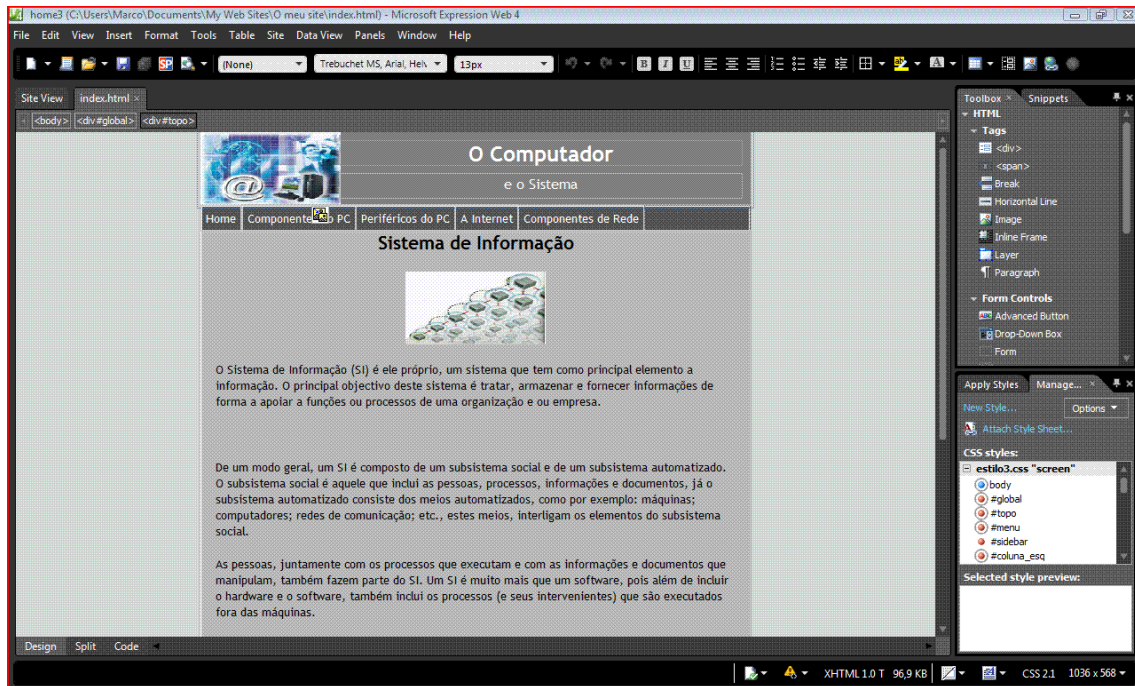 home3 (C:\Users\Marco\Documents\My Web Sites\O meu site\index.html) - Microsoft Expression Web 4
File Edit View Insert Format Tools Table Site Data View Panels Window Help
(None) Trebuchet MS, Arial, Helv 13px
Site View index.html
<body> <div#global> <div#topo>
O Computador
e o Sistema
Home Componente PC Periféricos do PC A Internet Componentes de Rede
Sistema de Informação
O Sistema de Informação (SI) é ele próprio, um sistema que tem como principal elemento a
informação. O principal objectivo deste sistema é tratar, armazenar e fornecer informações de
forma a apoiar a funções ou processos de uma organização e ou empresa.
De um modo geral, um SI é composto de um subsistema social e de um subsistema automatizado.
O subsistema social é aquele que inclui as pessoas, processos, informações e documentos, já o
subsistema automatizado consiste dos meios automatizados, como por exemplo: máquinas;
computadores; redes de comunicação; etc., estes meios, interligam os elementos do subsistema
social.
As pessoas, juntamente com os processos que executam e com as informações e documentos que
manipulam, também fazem parte do SI. Um SI é muito mais que um software, pois além de incluir
o hardware e o software, também inclui os processos (e seus intervenientes) que são executados
fora das máquinas.
Design Split Code
Toolbox Snippets
HTML
Tags
<div>
<span>
Break
Horizontal Line
Image
Inline Frame
Layer
Paragraph
Form Controls
Advanced Button
Drop-Down Box
Form
Apply Styles Manage...
New Style... Options
Attach Style Sheet...
CSS styles:
estilo3.css "screen"
body
#global
#topo
#menu
#sidebar
#coluna_esq
Selected style preview:
XHTML 1.0 T 96,9 KB CSS 2.1 1036 x 568